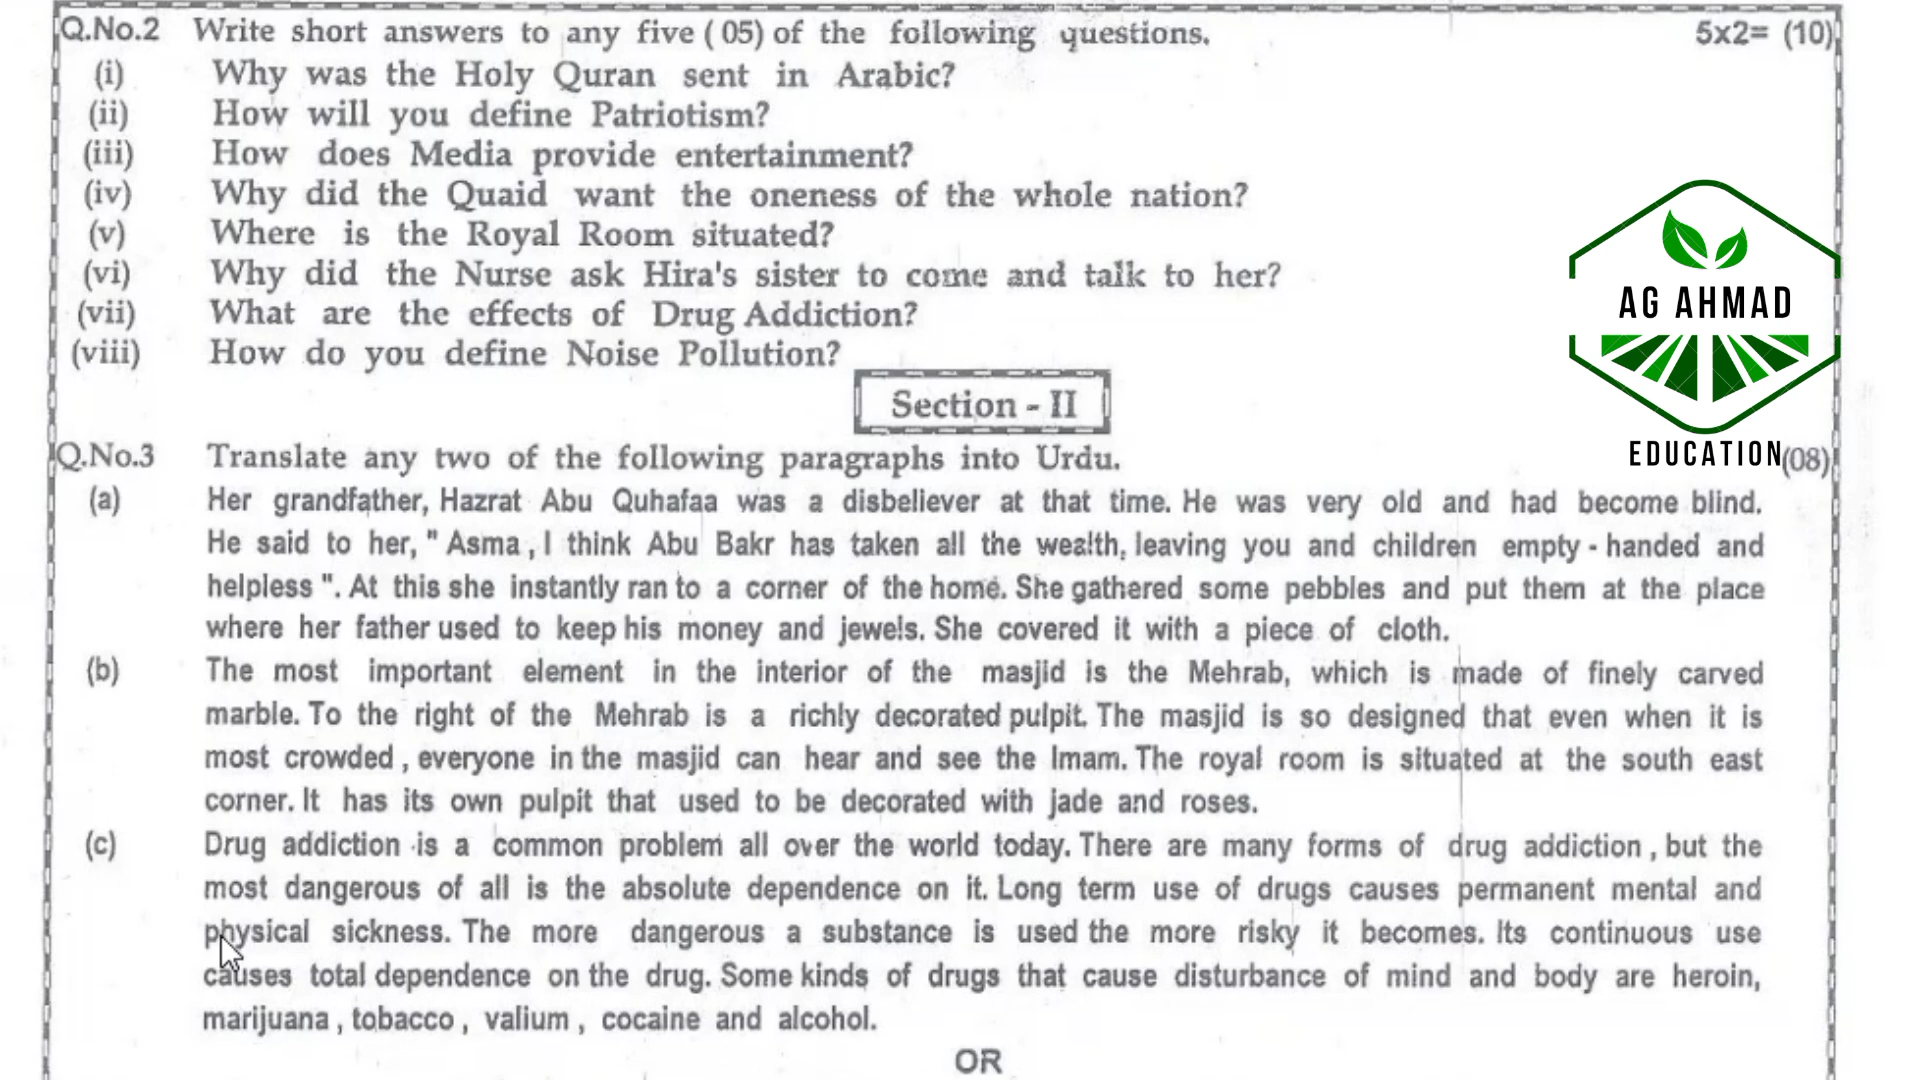 Q.No.2 Write short answers to any five (05) of the following questions. 5x2= (10)
(i) Why was the Holy Quran sent in Arabic?
(ii) How will you define Patriotism?
(iii) How does Media provide entertainment?
(iv) Why did the Quaid want the oneness of the whole nation?
(v) Where is the Royal Room situated?
(vi) Why did the Nurse ask Hira's sister to come and talk to her?
(vii) What are the effects of Drug Addiction?
(viii) How do you define Noise Pollution?
AG AHMAD
EDUCATION
Section - II
Q.No.3 Translate any two of the following paragraphs into Urdu. (08)
(a) Her grandfather, Hazrat Abu Quhafaa was a disbeliever at that time. He was very old and had become blind.
He said to her, " Asma , I think Abu Bakr has taken all the wealth, leaving you and children empty - handed and
helpless ". At this she instantly ran to a corner of the home. She gathered some pebbles and put them at the place
where her father used to keep his money and jewels. She covered it with a piece of cloth.
(b) The most important element in the interior of the masjid is the Mehrab, which is made of finely carved
marble. To the right of the Mehrab is a richly decorated pulpit. The masjid is so designed that even when it is
most crowded , everyone in the masjid can hear and see the Imam. The royal room is situated at the south east
corner. It has its own pulpit that used to be decorated with jade and roses.
(c) Drug addiction is a common problem all over the world today. There are many forms of drug addiction , but the
most dangerous of all is the absolute dependence on it. Long term use of drugs causes permanent mental and
physical sickness. The more dangerous a substance is used the more risky it becomes. Its continuous use
causes total dependence on the drug. Some kinds of drugs that cause disturbance of mind and body are heroin,
marijuana , tobacco , valium , cocaine and alcohol.
OR